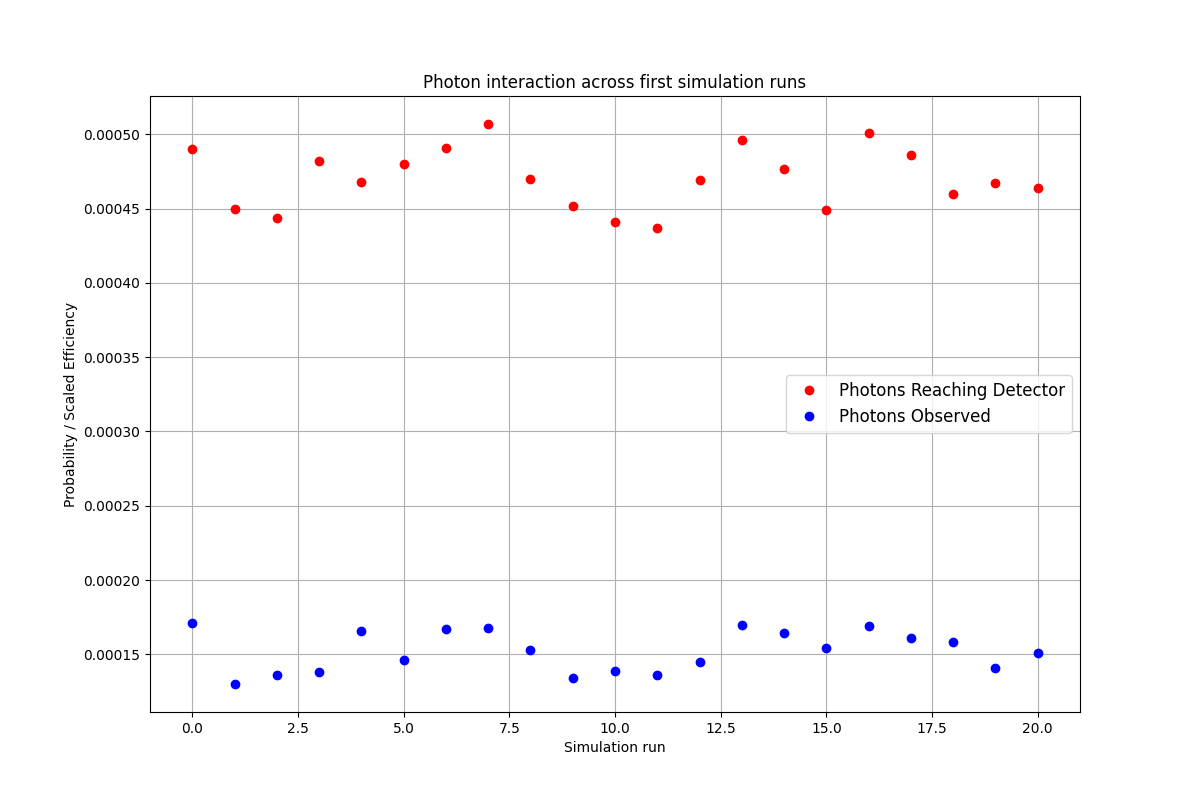 Photon interaction across first simulation runs
Probability / Scaled Efficiency
0.00050
0.00045
0.00040
0.00035
0.00030
0.00025
0.00020
0.00015
Photons Reaching Detector
Photons Observed
0.0 2.5 5.0 7.5 10.0 12.5 15.0 17.5 20.0
Simulation run